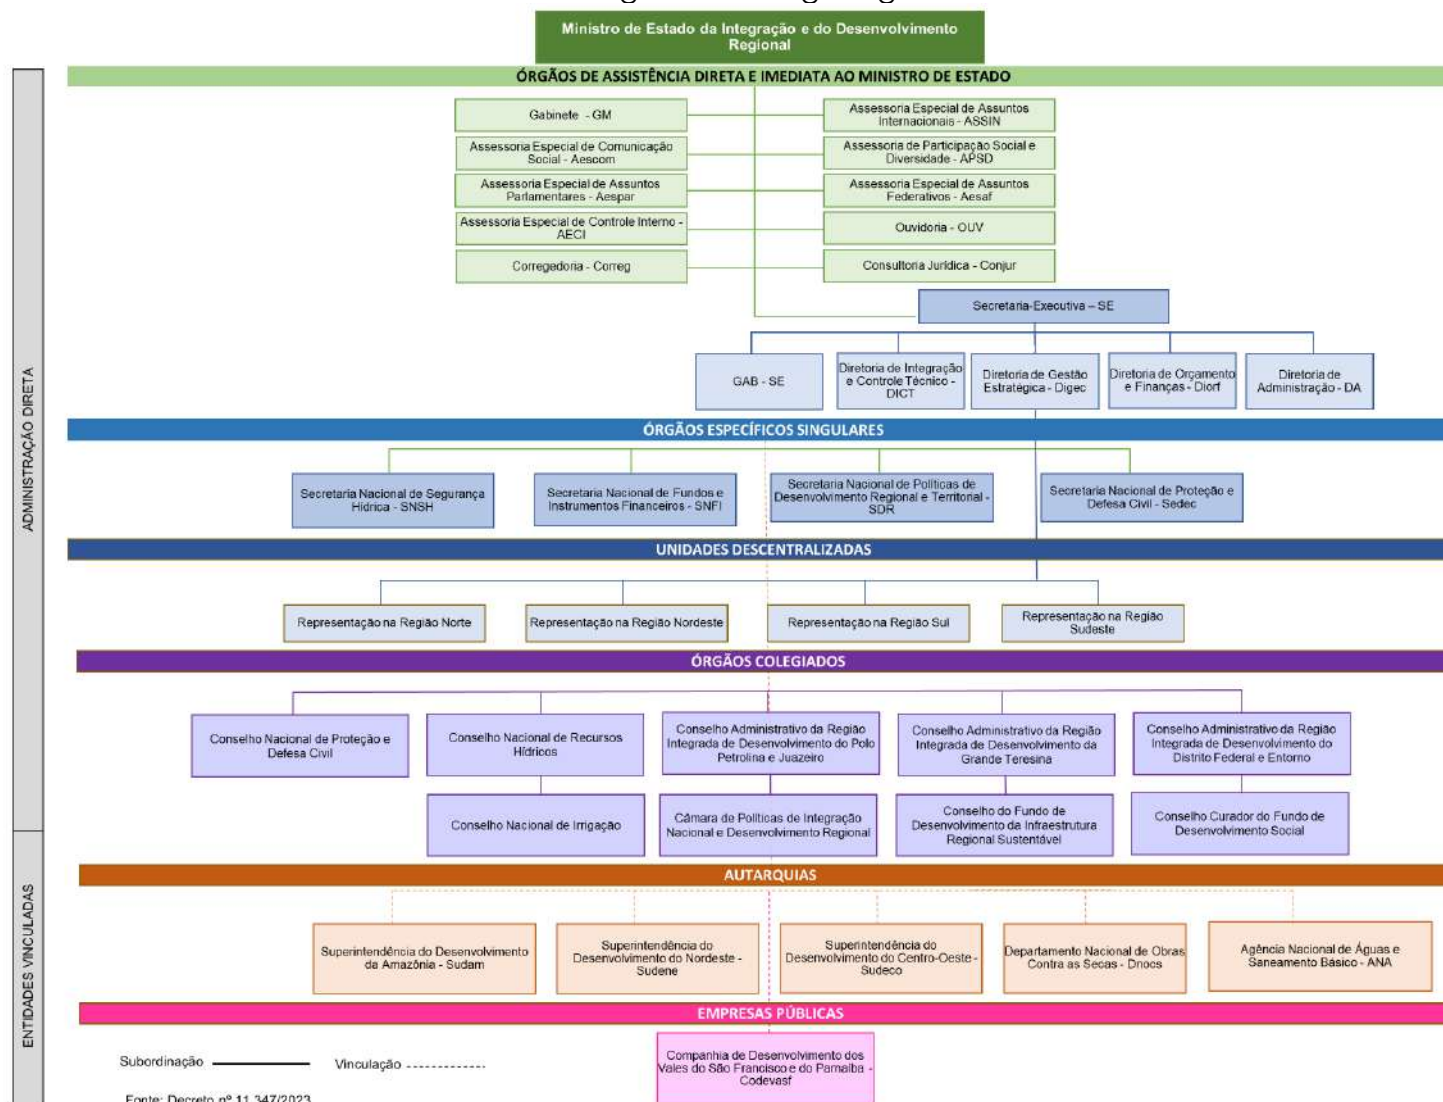 Ministro de Estado da Integração e do Desenvolvimento
Regional
ÓRGÃOS DE ASSISTÊNCIA DIRETA E IMEDIATA AO MINISTRO DE ESTADO
Gabinete - GM
Assessoria Especial de Assuntos
Internacionais - ASSIN
Assessoria Especial de Comunicação
Social - Aescom
Assessoria de Participação Social e
Diversidade - APSD
Assessoria Especial de Assuntos
Parlamentares - Aespar
Assessoria Especial de Assuntos
Federativos - Aesaf
Assessoria Especial de Controle Interno -
AECI
Ouvidoria - OUV
Corregedoria - Correg
Consultoria Jurídica - Conjur
Secretaria-Executiva – SE
GAB - SE
Diretoria de Integração
e Controle Técnico -
DICT
Diretoria de Gestão
Estratégica - Digec
Diretoria de Orçamento
e Finanças - Diorf
Diretoria de
Administração - DA
ADMINISTRAÇÃO DIRETA
ÓRGÃOS ESPECÍFICOS SINGULARES
Secretaria Nacional de Segurança
Hídrica - SNSH
Secretaria Nacional de Fundos e
Instrumentos Financeiros - SNFI
Secretaria Nacional de Políticas de
Desenvolvimento Regional e Territorial -
SDR
Secretaria Nacional de Proteção e
Defesa Civil - Sedec
UNIDADES DESCENTRALIZADAS
Representação na Região Norte
Representação na Região Nordeste
Representação na Região Sul
Representação na Região
Sudeste
ÓRGÃOS COLEGIADOS
Conselho Nacional de Proteção e
Defesa Civil
Conselho Nacional de Recursos
Hídricos
Conselho Administrativo da Região
Integrada de Desenvolvimento do Polo
Petrolina e Juazeiro
Conselho Administrativo da Região
Integrada de Desenvolvimento da
Grande Teresina
Conselho Administrativo da Região
Integrada de Desenvolvimento do
Distrito Federal e Entorno
Conselho Nacional de Irrigação
Câmara de Políticas de Integração
Nacional e Desenvolvimento Regional
Conselho do Fundo de
Desenvolvimento da Infraestrutura
Regional Sustentável
Conselho Curador do Fundo de
Desenvolvimento Social
ENTIDADES VINCULADAS
AUTARQUIAS
Superintendência do Desenvolvimento
da Amazônia - Sudam
Superintendência do
Desenvolvimento do Nordeste -
Sudene
Superintendência do
Desenvolvimento do Centro-Oeste -
Sudeco
Departamento Nacional de Obras
Contra as Secas - Dnocs
Agência Nacional de Águas e
Saneamento Básico - ANA
EMPRESAS PÚBLICAS
Companhia de Desenvolvimento dos
Vales do São Francisco e do Parnaíba -
Codevasf
Subordinação
Vinculação
Fonte: Decreto nº 11.347/2023